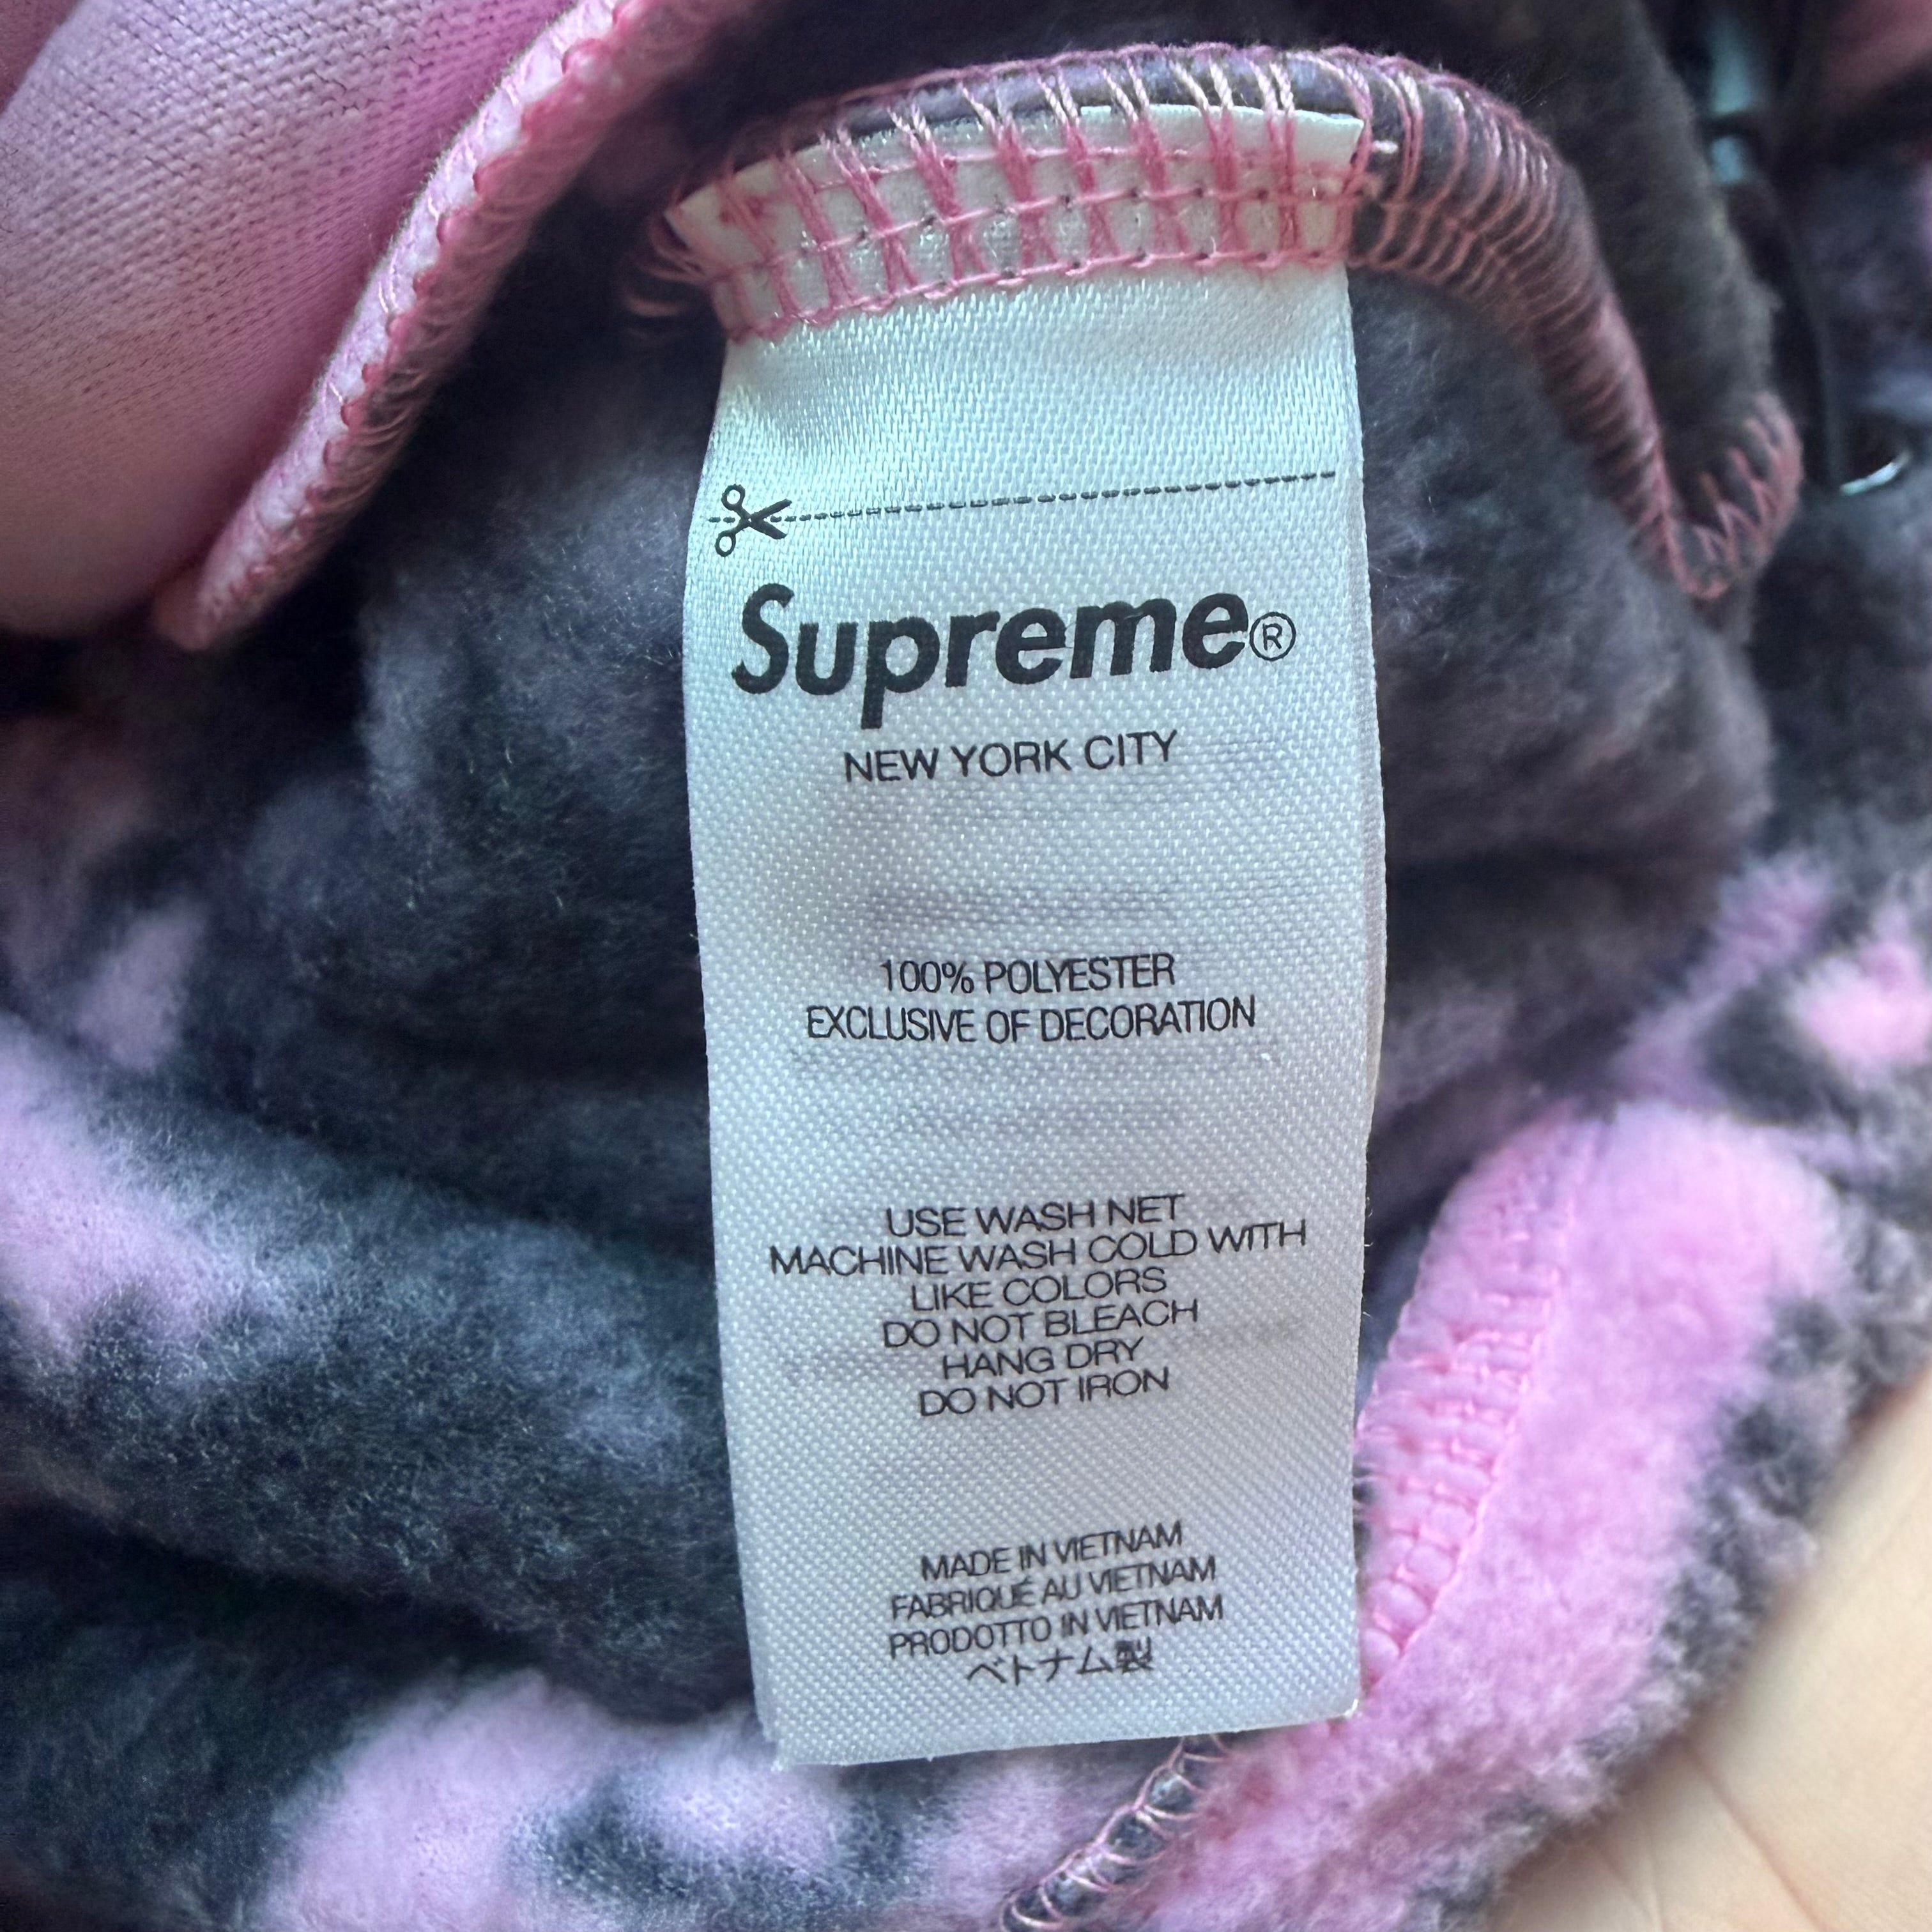 Supreme®
NEW YORK CITY
100% POLYESTER
EXCLUSIVE OF DECORATION
USE WASH NET
MACHINE WASH COLD WITH
LIKE COLORS
DO NOT BLEACH
HANG DRY
DO NOT IRON
MADE IN VIETNAM
FABRIQUÉ AU VIETNAM
PRODOTTO IN VIETNAM
ベトナム製